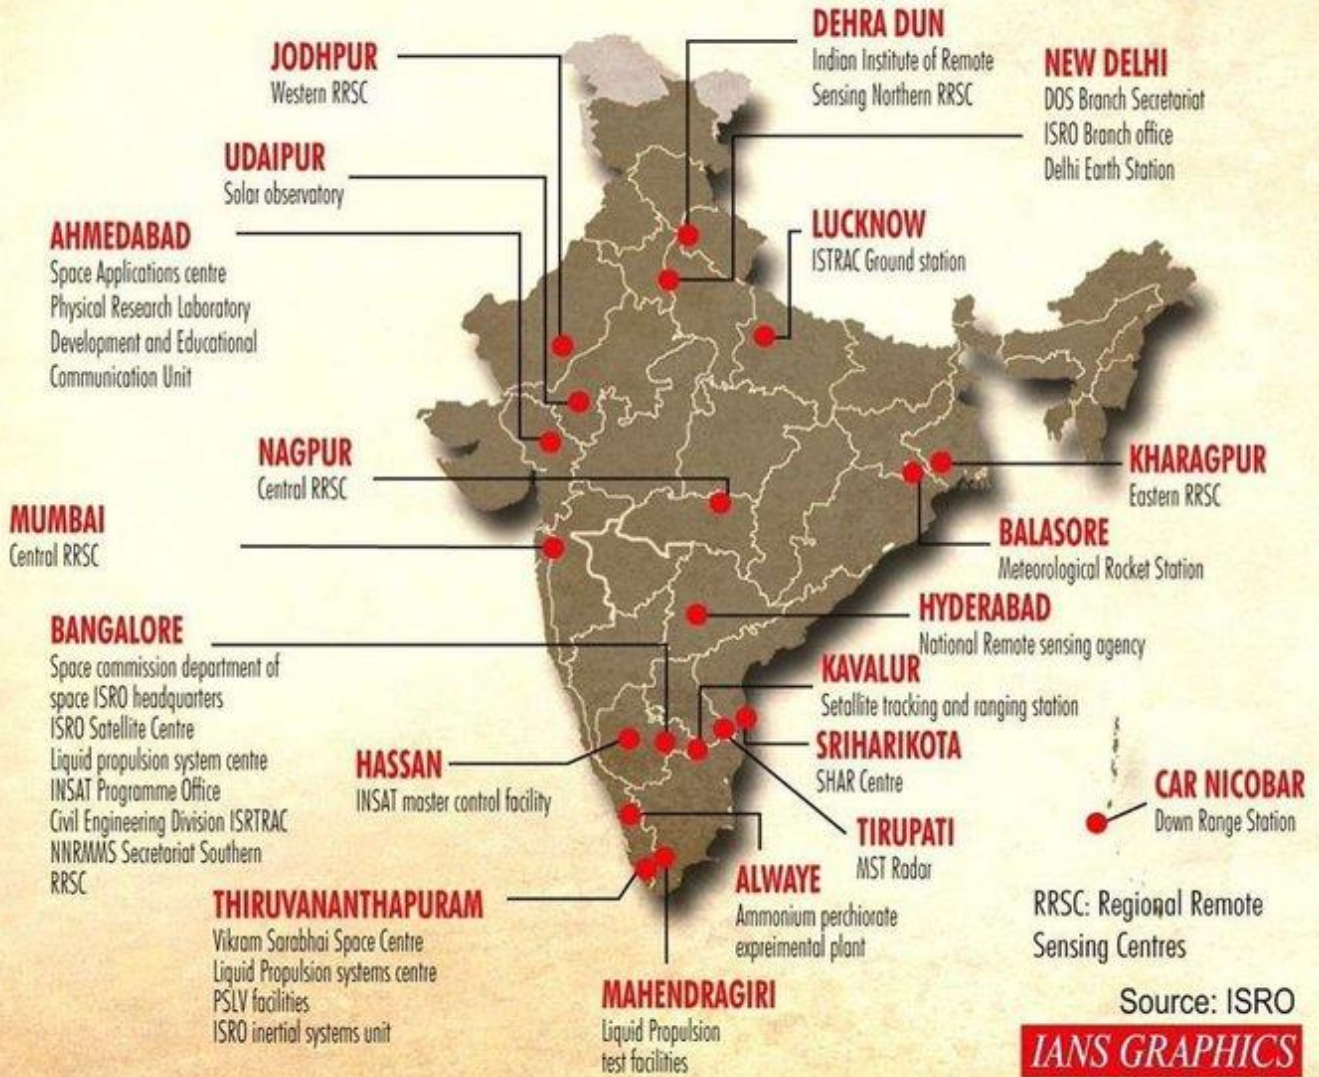 JODHPUR
Western RRSC
DEHRA DUN
Indian Institute of Remote
Sensing Northern RRSC
NEW DELHI
DOS Branch Secretariat
ISRO Branch office
Delhi Earth Station
UDAIPUR
Solar observatory
AHMEDABAD
Space Applications centre
Physical Research Laboratory
Development and Educational
Communication Unit
LUCKNOW
ISTRAC Ground station
NAGPUR
Central RRSC
MUMBAI
Central RRSC
KHARAGPUR
Eastern RRSC
BALASORE
Meteorological Rocket Station
HYDERABAD
National Remote sensing agency
BANGALORE
Space commission department of
space ISRO headquarters
ISRO Satellite Centre
Liquid propulsion system centre
INSAT Programme Office
Civil Engineering Division ISRTRAC
NNRMMS Secretariat Southern
RRSC
KAVALUR
Setallite tracking and ranging station
SRIHARIKOTA
SHAR Centre
HASSAN
INSAT master control facility
CAR NICOBAR
Down Range Station
TIRUPATI
MST Radar
ALWAYE
Ammonium perchiorate
expreimental plant
THIRUVANANTHAPURAM
Vikram Sarabhai Space Centre
Liquid Propulsion systems centre
PSLV facilities
ISRO inertial systems unit
MAHENDRAGIRI
Liquid Propulsion
test facilities
RRSC: Regional Remote
Sensing Centres
Source: ISRO
IANS GRAPHICS